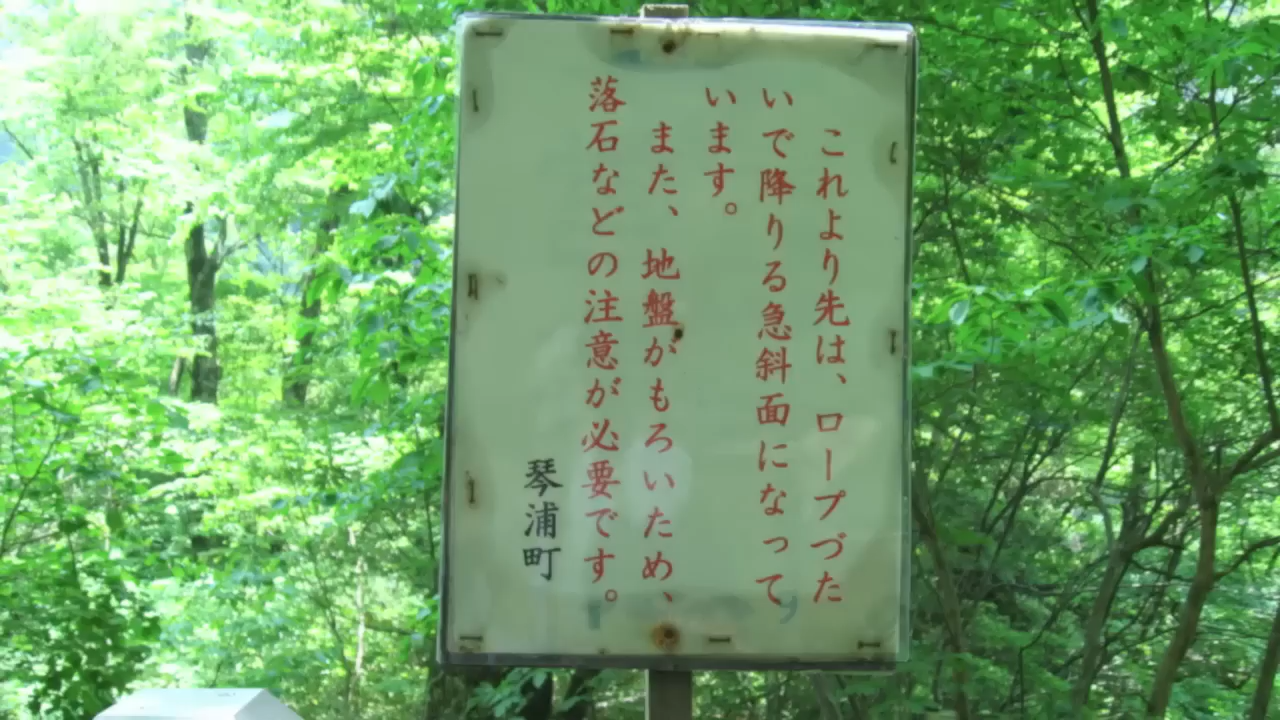 これより先は、ロープづた
いで降りる急斜面になって
います。
また、地盤がもろいため、
落石などの注意が必要です。
琴浦町